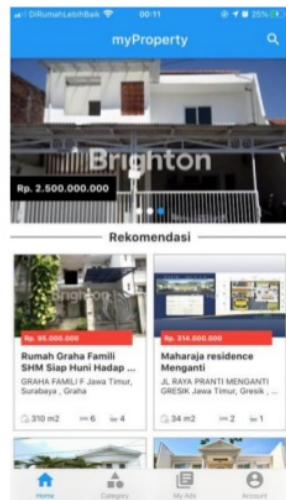 DiRumahLebihBaik 00:11 25%
myProperty
Brighton
Rp. 2.500.000.000
Rekomendasi
Brighton
Rp. 95.000.000
Rumah Graha Famili
SHM Siap Huni Hadap ...
GRAHA FAMILI F Jawa Timur,
Surabaya , Graha
310 m2 6 4
Rp. 314.600.000
Maharaja residence
Menganti
JL RAYA PRANTI MENGANTI
GRESIK Jawa Timur, Gresik , ...
34 m2 2 1
Home
Category
My Ads
Account